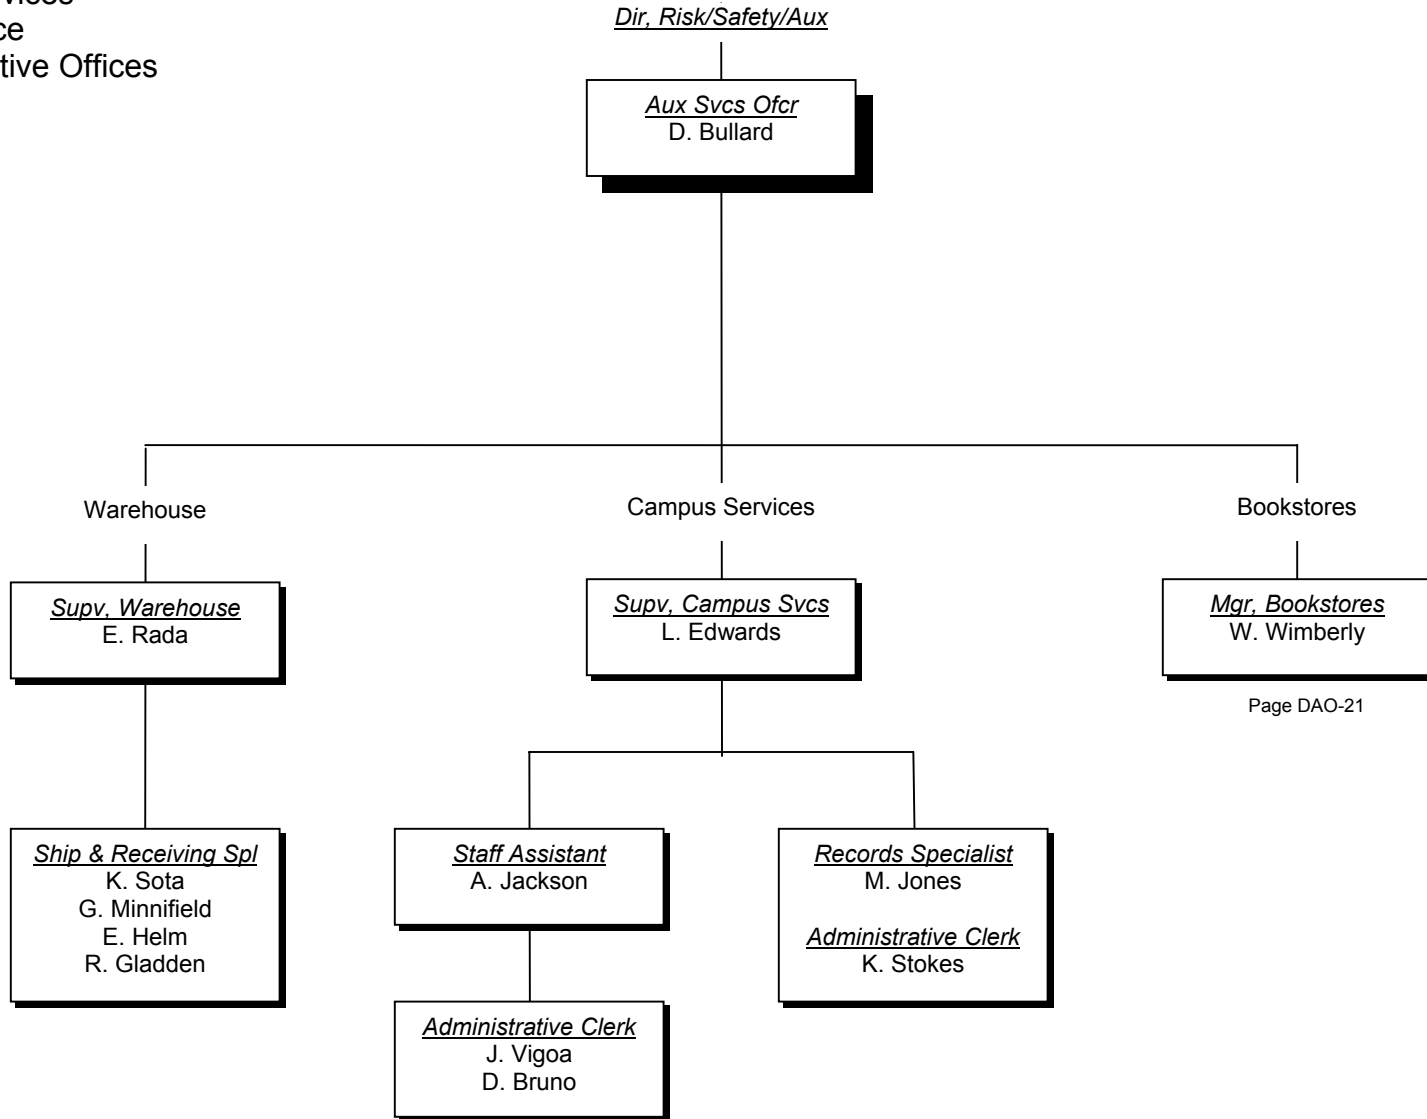 tive Offices
Dir, Risk/Safety/Aux
Aux Svcs Ofcr
D. Bullard
Warehouse
Campus Services
Bookstores
Supv, Warehouse
E. Rada
Supv, Campus Svcs
L. Edwards
Mgr, Bookstores
W. Wimberly
Page DAO-21
Ship & Receiving Spl
K. Sota
G. Minnifield
E. Helm
R. Gladden
Staff Assistant
A. Jackson
Records Specialist
M. Jones
Administrative Clerk
K. Stokes
Administrative Clerk
J. Vigoa
D. Bruno